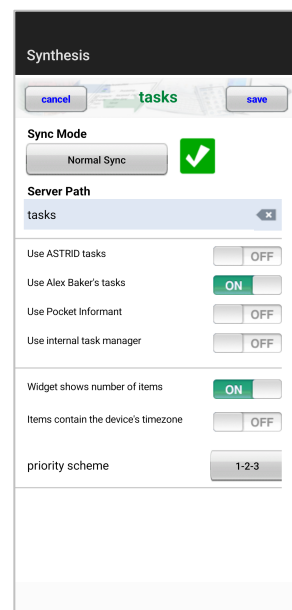 Synthesis
cancel
tasks
save
Sync Mode
Normal Sync
Server Path
tasks
Use ASTRID tasks
OFF
Use Alex Baker's tasks
ON
Use Pocket Informant
OFF
Use internal task manager
OFF
Widget shows number of items
ON
Items contain the device's timezone
OFF
priority scheme
1-2-3